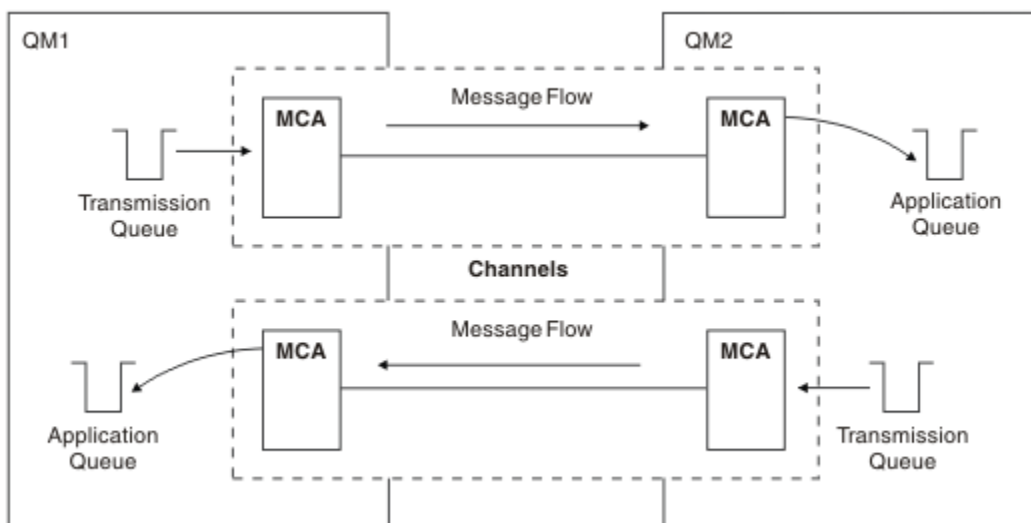 QM1
QM2
Message Flow
MCA
MCA
Transmission
Queue
Application
Queue
Channels
Message Flow
MCA
MCA
Application
Queue
Transmission
Queue